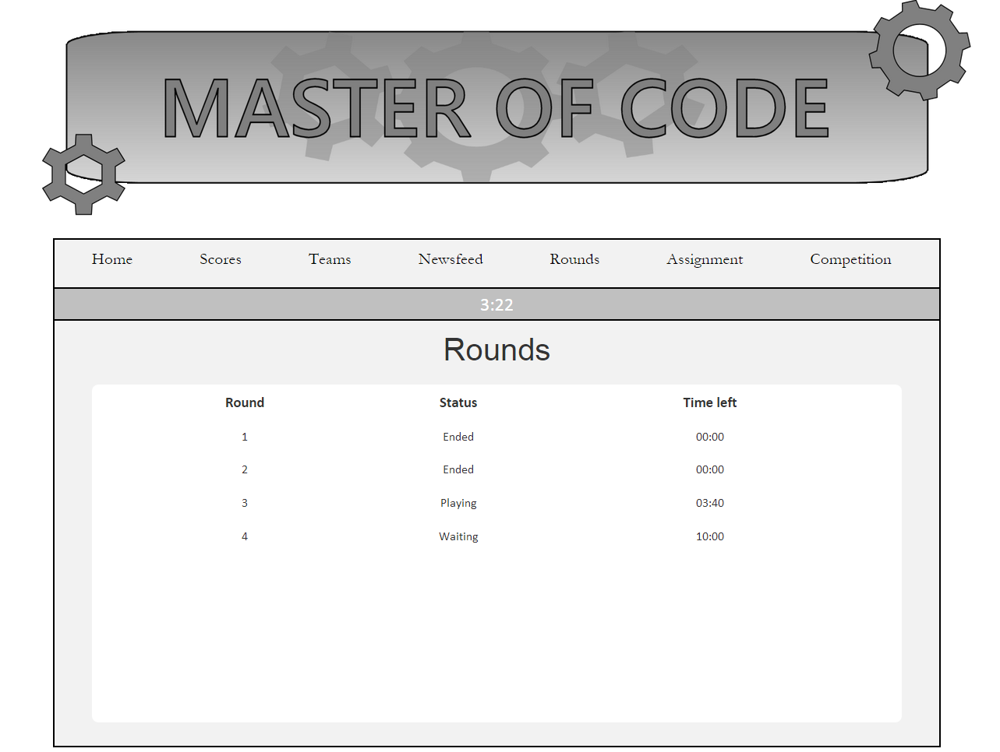 MASTER OF CODE
Home Scores Teams Newsfeed Rounds Assignment Competition
3:22
Rounds
Round Status Time left
1 Ended 00:00
2 Ended 00:00
3 Playing 03:40
4 Waiting 10:00